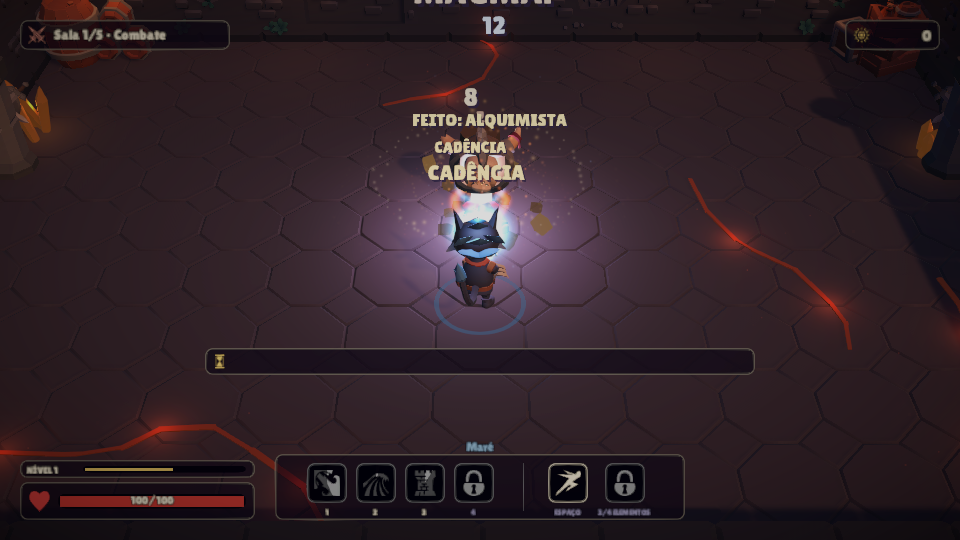 12
Sala 1/5 - Combate
0
8
FEITO: ALQUIMISTA
CADÊNCIA
CADÊNCIA
Maré
NÍVEL 1
100/100
1
2
3
4
ESPAÇO
3/4 ELEMENTOS